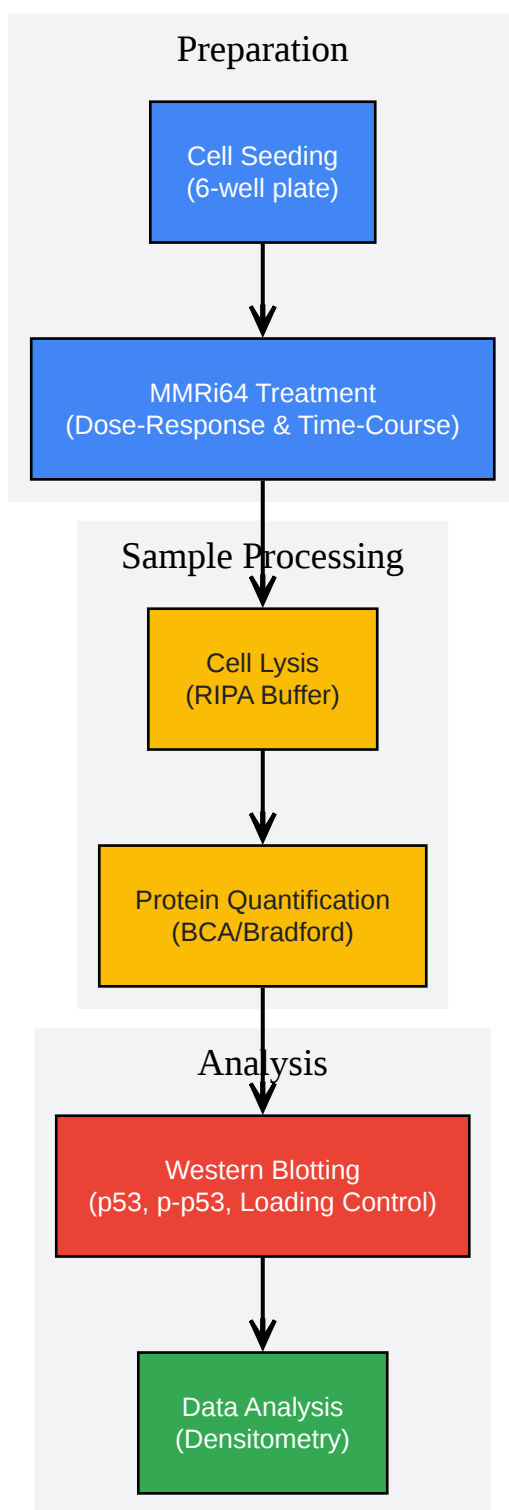 Preparation
Cell Seeding
(6-well plate)
MMRi64 Treatment
(Dose-Response & Time-Course)
Sample Processing
Cell Lysis
(RIPA Buffer)
Protein Quantification
(BCA/Bradford)
Analysis
Western Blotting
(p53, p-p53, Loading Control)
Data Analysis
(Densitometry)